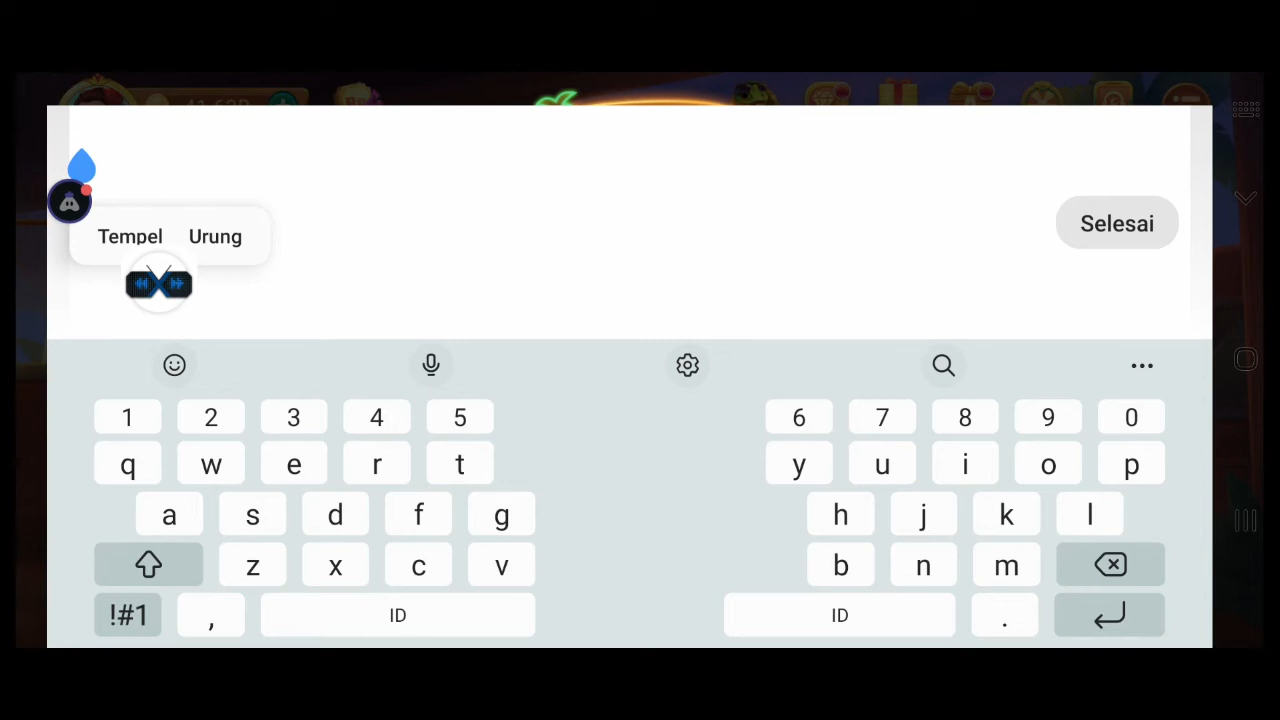 Tempel Urung
Selesai
1 2 3 4 5 6 7 8 9 0
q w e r t y u i o p
a s d f g h j k l
z x c v b n m
!#1 , ID ID .